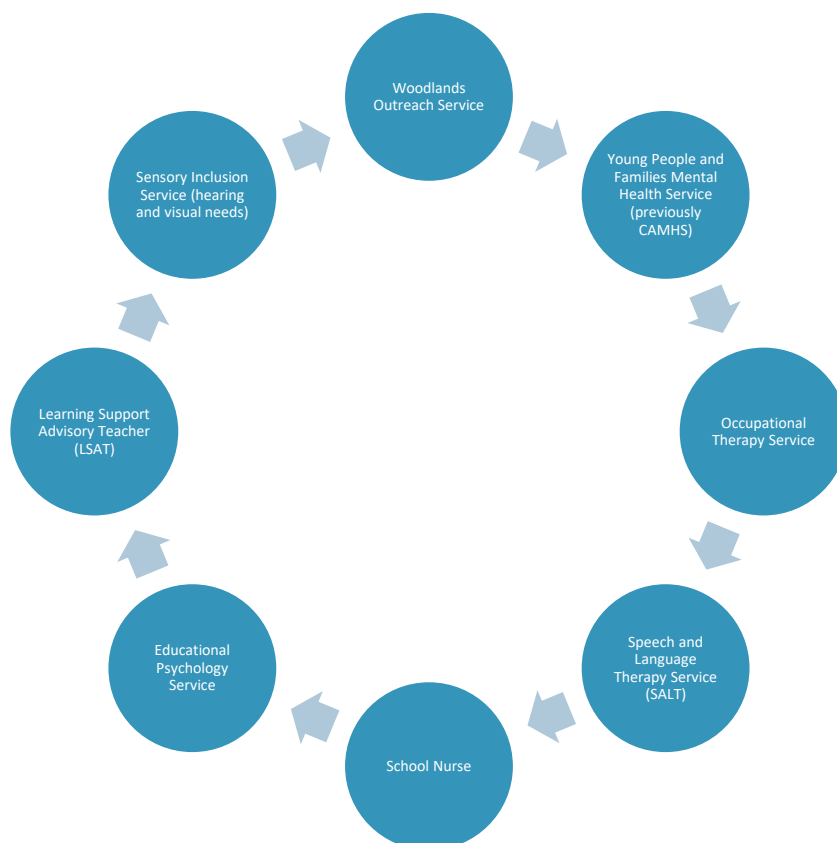 Woodlands
Outreach Service
Young People and
Families Mental
Health Service
(previously
CAMHS)
Occupational
Therapy Service
Speech and
Language
Therapy Service
(SALT)
School Nurse
Educational
Psychology
Service
Learning Support
Advisory Teacher
(LSAT)
Sensory Inclusion
Service (hearing
and visual needs)